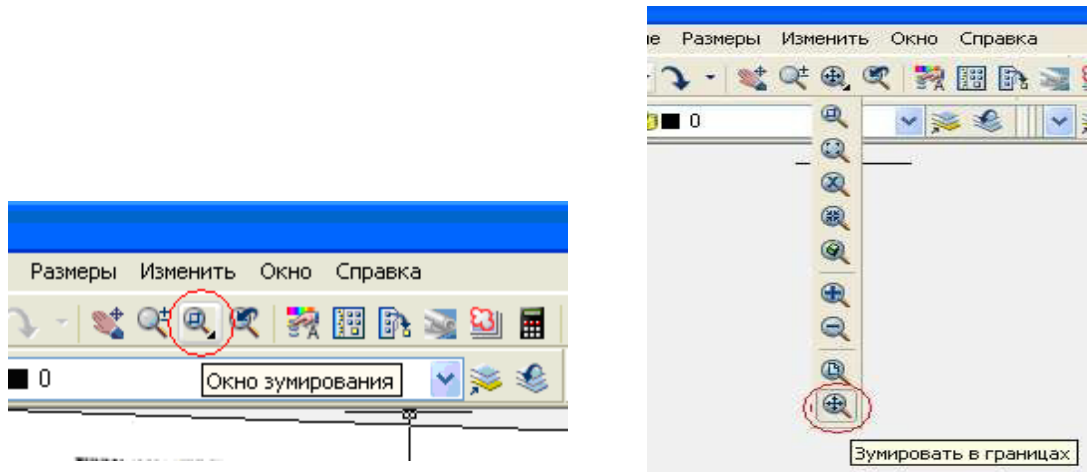 Размеры Изменить Окно Справка
0
Окно зумирования
е Размеры Изменить Окно Справка
0
Зумировать в границах